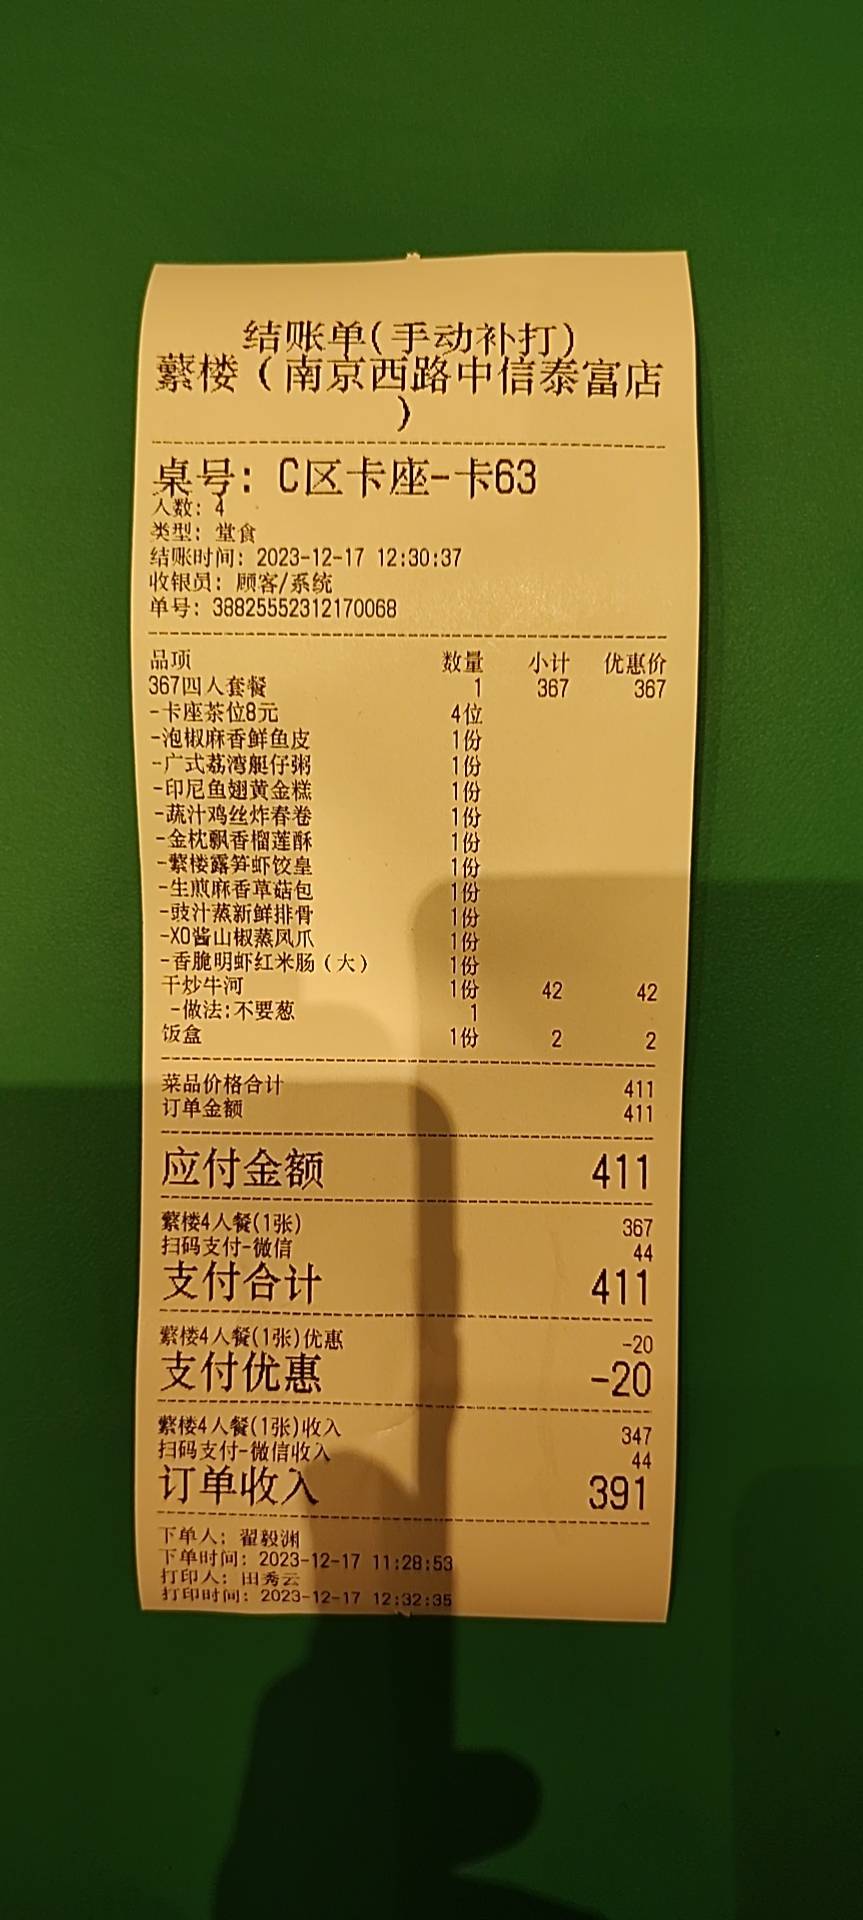 结账单(手动补打)
蘩楼（南京西路中信泰富店
）
桌号: C区卡座-卡63
人数: 4
类型: 堂食
结账时间: 2023-12-17 12:30:37
收银员: 顾客/系统
单号: 38825552312170068
品项 数量 小计 优惠价
367四人套餐 1 367 367
-卡座茶位8元 4位
-泡椒麻香鲜鱼皮 1份
-广式荔湾艇仔粥 1份
-印尼鱼翅黄金糕 1份
-蔬汁鸡丝炸春卷 1份
-金枕飘香榴莲酥 1份
-蘩楼露笋虾饺皇 1份
-生煎麻香草菇包 1份
-豉汁蒸新鲜排骨 1份
-XO酱山椒蒸凤爪 1份
-香脆明虾红米肠（大） 1份
干炒牛河 1份 42 42
-做法:不要葱 1
饭盒 1份 2 2
菜品价格合计 411
订单金额 411
应付金额 411
蘩楼4人餐(1张) 367
扫码支付-微信 44
支付合计 411
蘩楼4人餐(1张)优惠 -20
支付优惠 -20
蘩楼4人餐(1张)收入 347
扫码支付-微信收入 44
订单收入 391
下单人: 翟毅渊
下单时间: 2023-12-17 11:28:53
打印人: 田秀云
打印时间: 2023-12-17 12:32:35